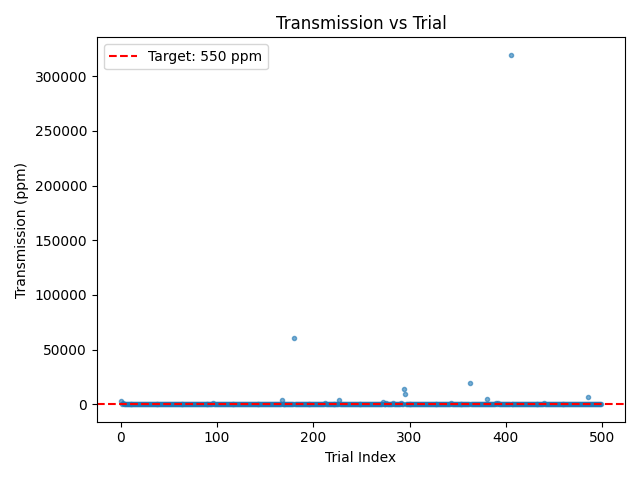 Transmission vs Trial
Target: 550 ppm
Transmission (ppm)
300000
250000
200000
150000
100000
50000
0
0 100 200 300 400 500
Trial Index